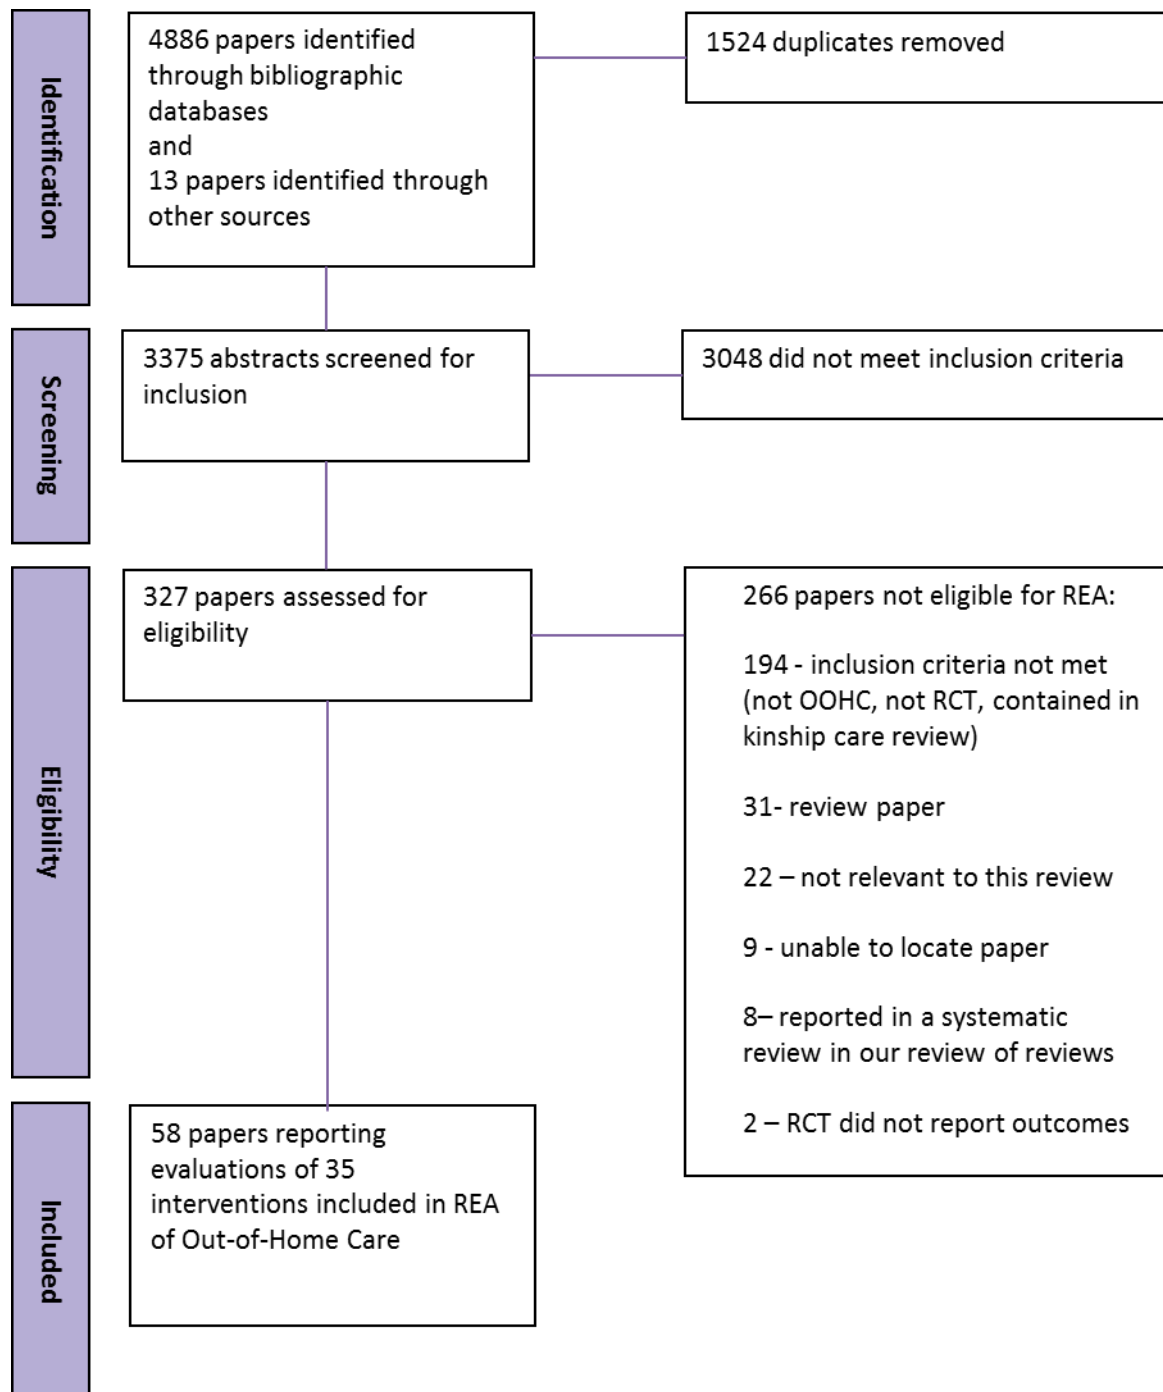 Identification
4886 papers identified
through bibliographic
databases
and
13 papers identified through
other sources
1524 duplicates removed
Screening
3375 abstracts screened for
inclusion
3048 did not meet inclusion criteria
Eligibility
327 papers assessed for
eligibility
266 papers not eligible for REA:
194 - inclusion criteria not met
(not OOHC, not RCT, contained in
kinship care review)
31- review paper
22 – not relevant to this review
9 - unable to locate paper
8– reported in a systematic
review in our review of reviews
2 – RCT did not report outcomes
Included
58 papers reporting
evaluations of 35
interventions included in REA
of Out-of-Home Care